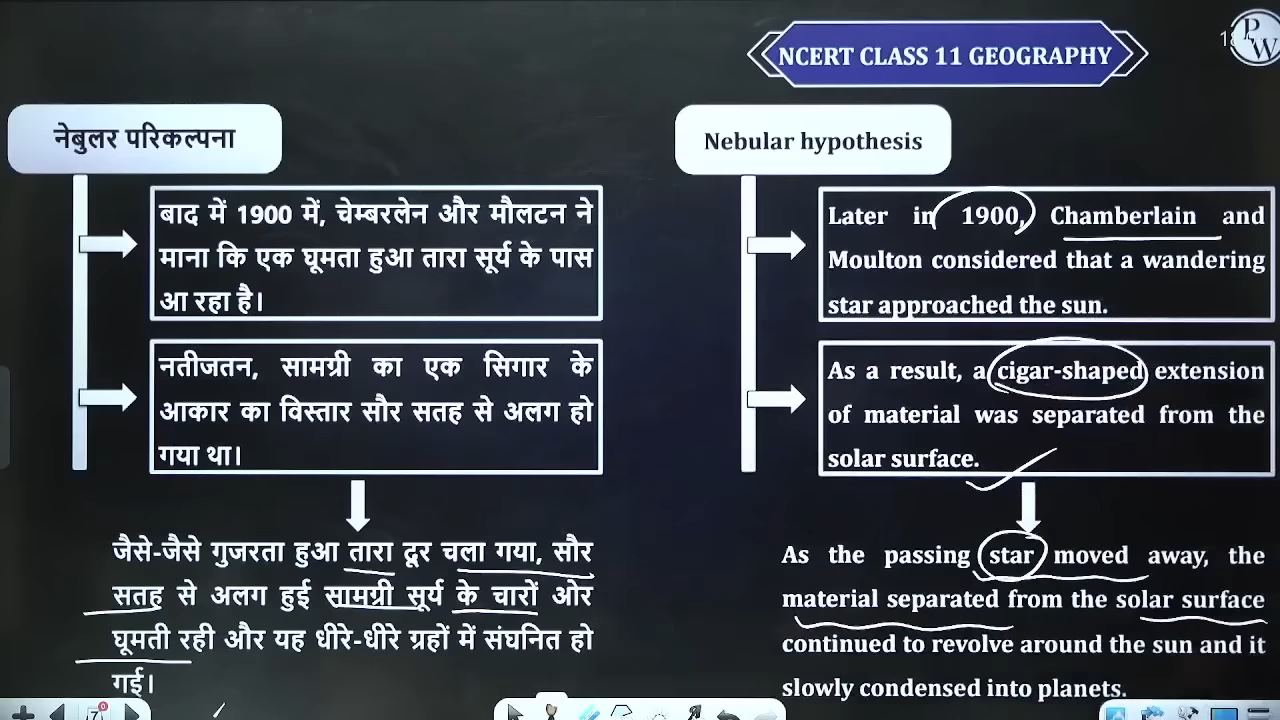 NCERT CLASS 11 GEOGRAPHY
PW
नेबुलर परिकल्पना
बाद में 1900 में, चेम्बरलेन और मौलटन ने
माना कि एक घूमता हुआ तारा सूर्य के पास
आ रहा है।
नतीजतन, सामग्री का एक सिगार के
आकार का विस्तार सौर सतह से अलग हो
गया था।
जैसे-जैसे गुजरता हुआ तारा दूर चला गया, सौर
सतह से अलग हुई सामग्री सूर्य के चारों ओर
घूमती रही और यह धीरे-धीरे ग्रहों में संघनित हो
गई।
Nebular hypothesis
Later in 1900, Chamberlain and
Moulton considered that a wandering
star approached the sun.
As a result, a cigar-shaped extension
of material was separated from the
solar surface.
As the passing star moved away, the
material separated from the solar surface
continued to revolve around the sun and it
slowly condensed into planets.